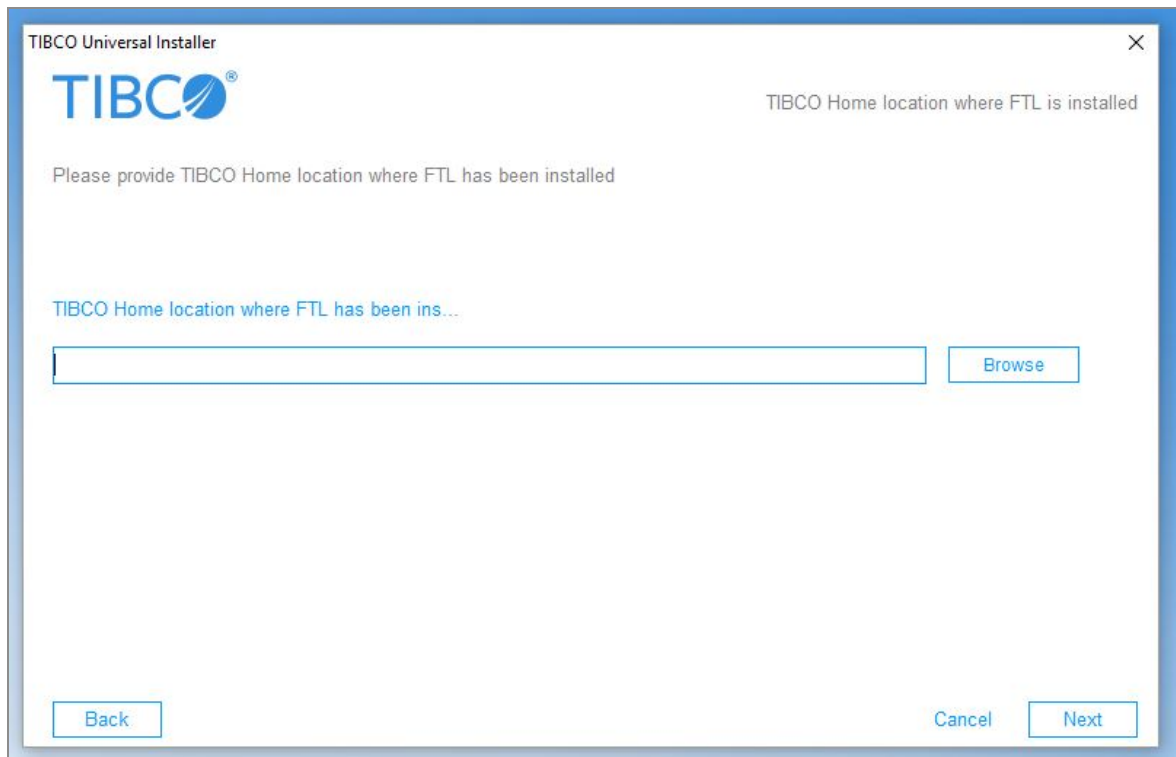 TIBCO Universal Installer
TIBCO®
TIBCO Home location where FTL is installed
Please provide TIBCO Home location where FTL has been installed
TIBCO Home location where FTL has been ins...
Browse
Back
Cancel
Next